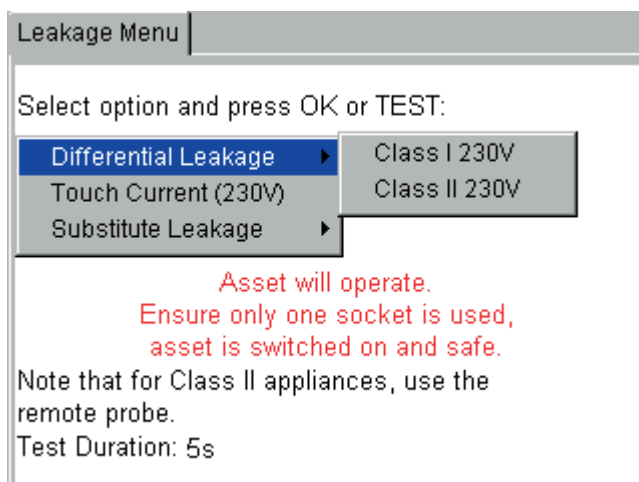 Leakage Menu
Select option and press OK or TEST:
Differential Leakage
Class I 230V
Touch Current (230V)
Class II 230V
Substitute Leakage
Asset will operate.
Ensure only one socket is used,
asset is switched on and safe.
Note that for Class II appliances, use the
remote probe.
Test Duration: 5s